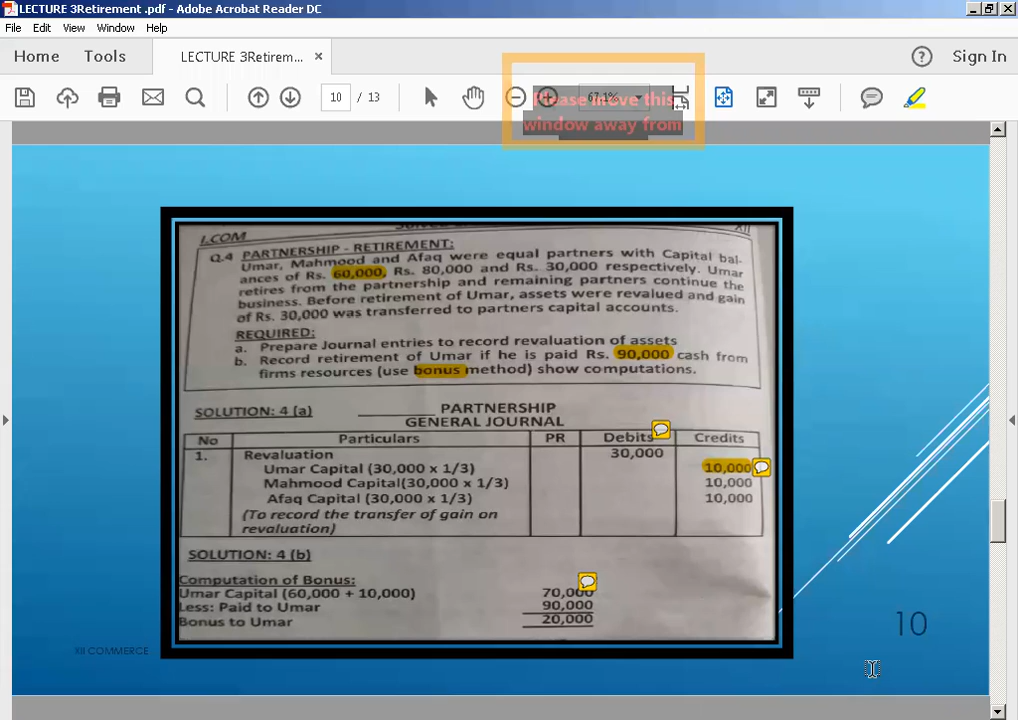 LECTURE 3Retirement .pdf - Adobe Acrobat Reader DC
File Edit View Window Help
Home Tools LECTURE 3Retirem... × Sign In
10 / 13 67.1%
Please move this
window away from
I.COM XII
Q.4 PARTNERSHIP - RETIREMENT:
Umar, Mahmood and Afaq were equal partners with Capital bal-
ances of Rs. 60,000, Rs. 80,000 and Rs. 30,000 respectively. Umar
retires from the partnership and remaining partners continue the
business. Before retirement of Umar, assets were revalued and gain
of Rs. 30,000 was transferred to partners capital accounts.
REQUIRED:
a. Prepare Journal entries to record revaluation of assets
b. Record retirement of Umar if he is paid Rs. 90,000 cash from
firms resources (use bonus method) show computations.
SOLUTION: 4 (a) ________ PARTNERSHIP
GENERAL JOURNAL
No Particulars PR Debits Credits
1. Revaluation 30,000
Umar Capital (30,000 x 1/3) 10,000
Mahmood Capital(30,000 x 1/3) 10,000
Afaq Capital (30,000 x 1/3) 10,000
(To record the transfer of gain on
revaluation)
SOLUTION: 4 (b)
Computation of Bonus:
Umar Capital (60,000 + 10,000) 70,000
Less: Paid to Umar 90,000
Bonus to Umar 20,000
XII COMMERCE
10